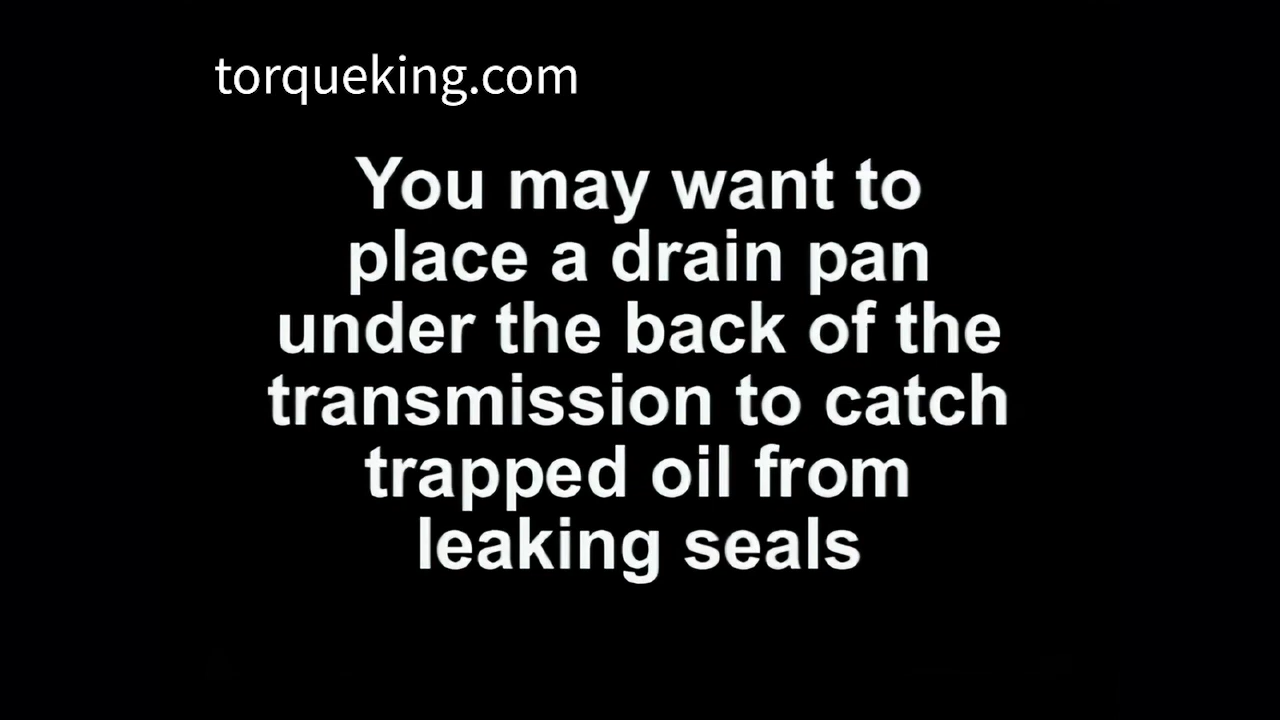 torqueking.com
You may want to
place a drain pan
under the back of the
transmission to catch
trapped oil from
leaking seals